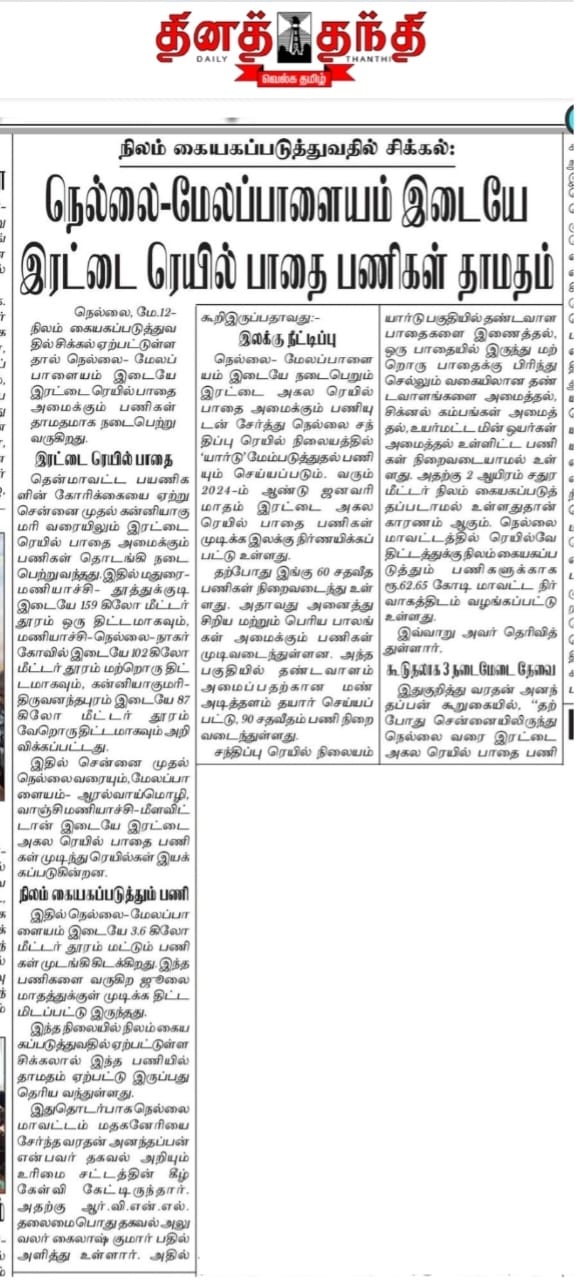 தினத் தந்தி
DAILY THANTHI
வெல்க தமிழ்
நிலம் கையகப்படுத்துவதில் சிக்கல்:
நெல்லை-மேலப்பாளையம் இடையே
இரட்டை ரெயில் பாதை பணிகள் தாமதம்
நெல்லை, மே.12-
நிலம் கையகப்படுத்துவ
தில் சிக்கல் ஏற்பட்டுள்ள
தால் நெல்லை- மேலப்
பாளையம் இடையே
இரட்டை ரெயில் பாதை
அமைக்கும் பணிகள்
தாமதமாக நடைபெற்று
வருகிறது.
இரட்டை ரெயில் பாதை
தென்மாவட்ட பயணிக
ளின் கோரிக்கையை ஏற்று
சென்னை முதல் கன்னியாகு
மரி வரையிலும் இரட்டை
ரெயில் பாதை அமைக்கும்
பணிகள் தொடங்கி நடை
பெற்று வந்தது. இதில் மதுரை-
மணியாச்சி- தூத்துக்குடி
இடையே 159 கிலோ மீட்டர்
தூரம் ஒரு திட்டமாகவும்,
மணியாச்சி-நெல்லை-நாகர்
கோவில் இடையே 102 கிலோ
மீட்டர் தூரம் மற்றொரு திட்
டமாகவும், கன்னியாகுமரி-
திருவனந்தபுரம் இடையே 87
கிலோ மீட்டர் தூரம்
வேறொரு திட்டமாகவும் அறி
விக்கப்பட்டது.
இதில் சென்னை முதல்
நெல்லை வரையும், மேலப்பா
ளையம்- ஆரல்வாய்மொழி,
வாஞ்சி மணியாச்சி-மீளவிட்
டான் இடையே இரட்டை
அகல ரெயில் பாதை பணி
கள் முடிந்து ரெயில்கள் இயக்
கப்படுகின்றன.
நிலம் கையகப்படுத்தும் பணி
இதில் நெல்லை- மேலப்பா
ளையம் இடையே 3.6 கிலோ
மீட்டர் தூரம் மட்டும் பணி
கள் முடங்கி கிடக்கிறது. இந்த
பணிகளை வருகிற ஜூலை
மாதத்துக்குள் முடிக்க திட்ட
மிடப்பட்டு இருந்தது.
இந்த நிலையில் நிலம் கைய
கப்படுத்துவதில் ஏற்பட்டுள்ள
சிக்கலால் இந்த பணியில்
தாமதம் ஏற்பட்டு இருப்பது
தெரிய வந்துள்ளது.
இதுதொடர்பாக நெல்லை
மாவட்டம் மதகனேரியை
சேர்ந்த வரதன் அனந்தப்பன்
என்பவர் தகவல் அறியும்
உரிமை சட்டத்தின் கீழ்
கேள்வி கேட்டிருந்தார்.
அதற்கு ஆர்.வி.என்.எல்.
தலைமை பொது தகவல் அலு
வலர் கைலாஷ் குமார் பதில்
அளித்து உள்ளார். அதில்
கூறிஇருப்பதாவது:-
இலக்கு நீட்டிப்பு
நெல்லை- மேலப்பாளை
யம் இடையே நடைபெறும்
இரட்டை அகல ரெயில்
பாதை அமைக்கும் பணியு
டன் சேர்த்து நெல்லை சந்
திப்பு ரெயில் நிலையத்தில்
'யார்டு' மேம்படுத்துதல் பணி
யும் செய்யப்படும். வரும்
2024-ம் ஆண்டு ஜனவரி
மாதம் இரட்டை அகல
ரெயில் பாதை பணிகள்
முடிக்க இலக்கு நிர்ணயிக்கப்
பட்டு உள்ளது.
தற்போது இங்கு 60 சதவீத
பணிகள் நிறைவடைந்து உள்
ளது. அதாவது அனைத்து
சிறிய மற்றும் பெரிய பாலங்
கள் அமைக்கும் பணிகள்
முடிவடைந்துள்ளன. அந்த
பகுதியில் தண்டவாளம்
அமைப்பதற்கான மண்
அடித்தளம் தயார் செய்யப்
பட்டு, 90 சதவீதம் பணி நிறை
வடைந்துள்ளது.
சந்திப்பு ரெயில் நிலையம்
யார்டு பகுதியில் தண்டவாள
பாதைகளை இணைத்தல்,
ஒரு பாதையில் இருந்து மற்
றொரு பாதைக்கு பிரிந்து
செல்லும் வகையிலான தண்
டவாளங்களை அமைத்தல்,
சிக்னல் கம்பங்கள் அமைத்
தல், உயர்மட்ட மின் ஒயர்கள்
அமைத்தல் உள்ளிட்ட பணி
கள் நிறைவடையாமல் உள்
ளது. அதற்கு 2 ஆயிரம் சதுர
மீட்டர் நிலம் கையகப்படுத்
தப்படாமல் உள்ளதுதான்
காரணம் ஆகும். நெல்லை
மாவட்டத்தில் ரெயில்வே
திட்டத்துக்கு நிலம் கையகப்ப
டுத்தும் பணிகளுக்காக
ரூ.62.65 கோடி மாவட்ட நிர்
வாகத்திடம் வழங்கப்பட்டு
உள்ளது.
இவ்வாறு அவர் தெரிவித்
துள்ளார்.
கூடுதலாக 3 நடைமேடை தேவை
இதுகுறித்து வரதன் அனந்
தப்பன் கூறுகையில், "தற்
போது சென்னையிலிருந்து
நெல்லை வரை இரட்டை
அகல ரெயில் பாதை பணி